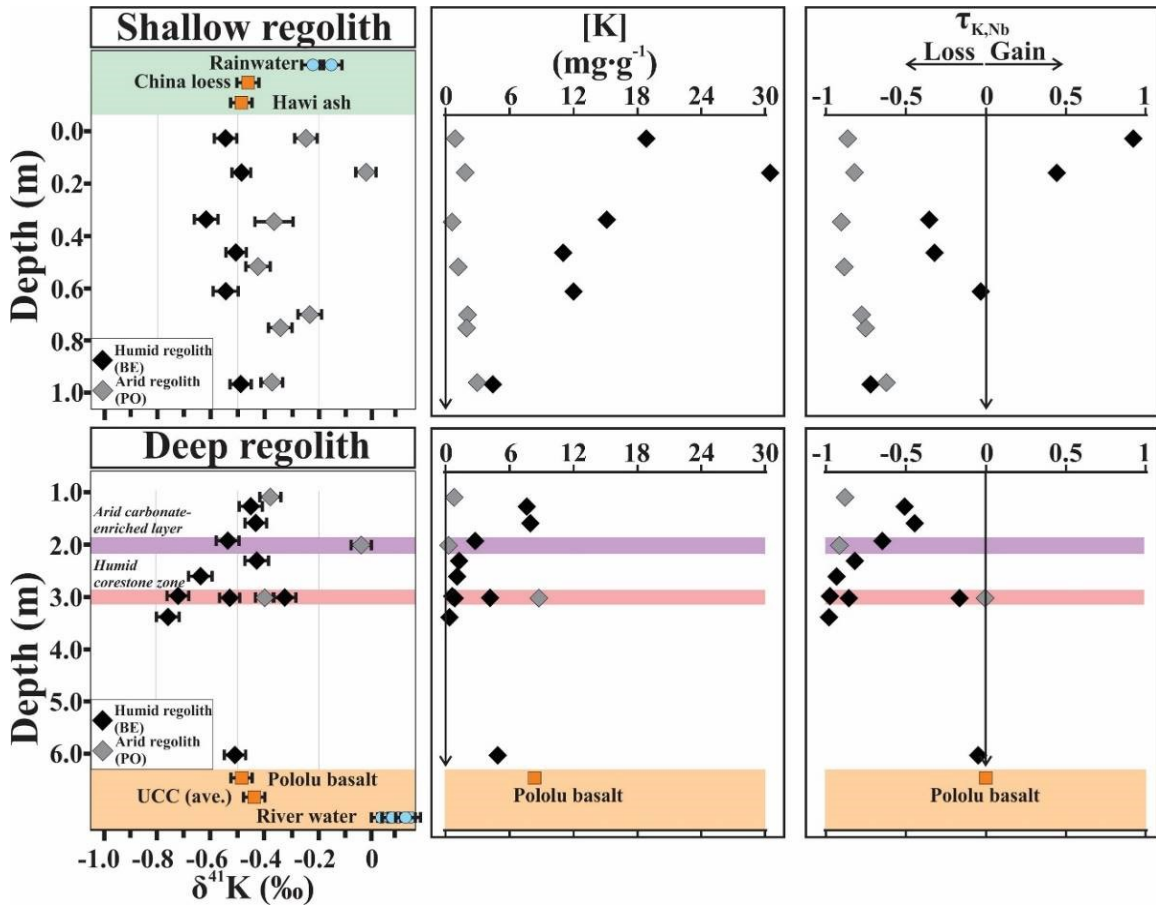 Shallow regolith
Rainwater
China loess
Hawi ash
0.0
0.2
0.4
0.6
0.8
1.0
Depth (m)
Humid regolith
(BE)
Arid regolith
(PO)
[K]
(mg·g⁻¹)
0 6 12 18 24 30
τK,Nb
Loss Gain
-1 -0.5 0 0.5 1
Deep regolith
1.0
2.0
3.0
4.0
5.0
6.0
Depth (m)
Arid carbonate-
enriched layer
Humid
corestone zone
Humid regolith
(BE)
Arid regolith
(PO)
Pololu basalt
UCC (ave.)
River water
-1.0 -0.8 -0.6 -0.4 -0.2 0
δ⁴¹K (‰)
0 6 12 18 24 30
Pololu basalt
-1 -0.5 0 0.5 1
Pololu basalt